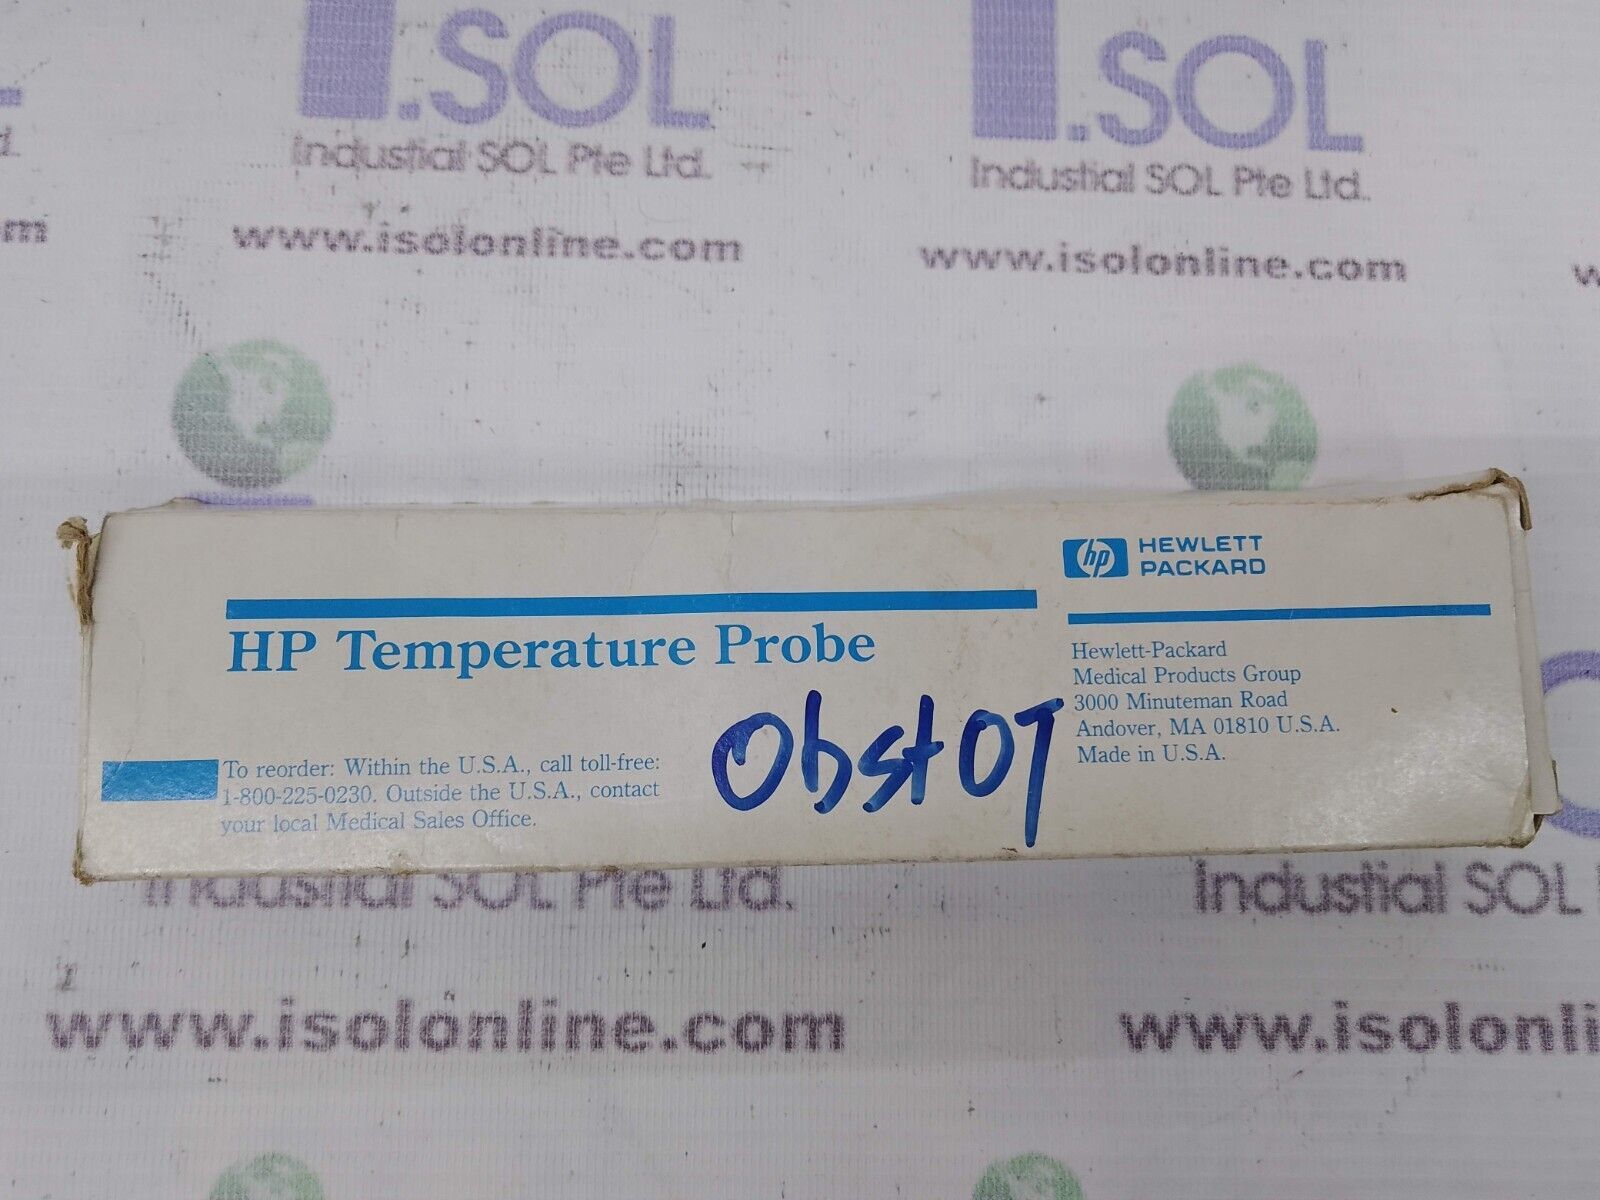 I.SOL
I.SOL
Industial SOL Pte Ltd.
Industial SOL Pte Ltd.
www.isolonline.com
www.isolonline.com
hp HEWLETT
PACKARD
HP Temperature Probe
Hewlett-Packard
Medical Products Group
3000 Minuteman Road
Andover, MA 01810 U.S.A.
Made in U.S.A.
Obst OT
To reorder: Within the U.S.A., call toll-free:
1-800-225-0230. Outside the U.S.A., contact
your local Medical Sales Office.
Industial SOL Pte Ltd.
Industial SOL
www.isolonline.com
www.isolonli